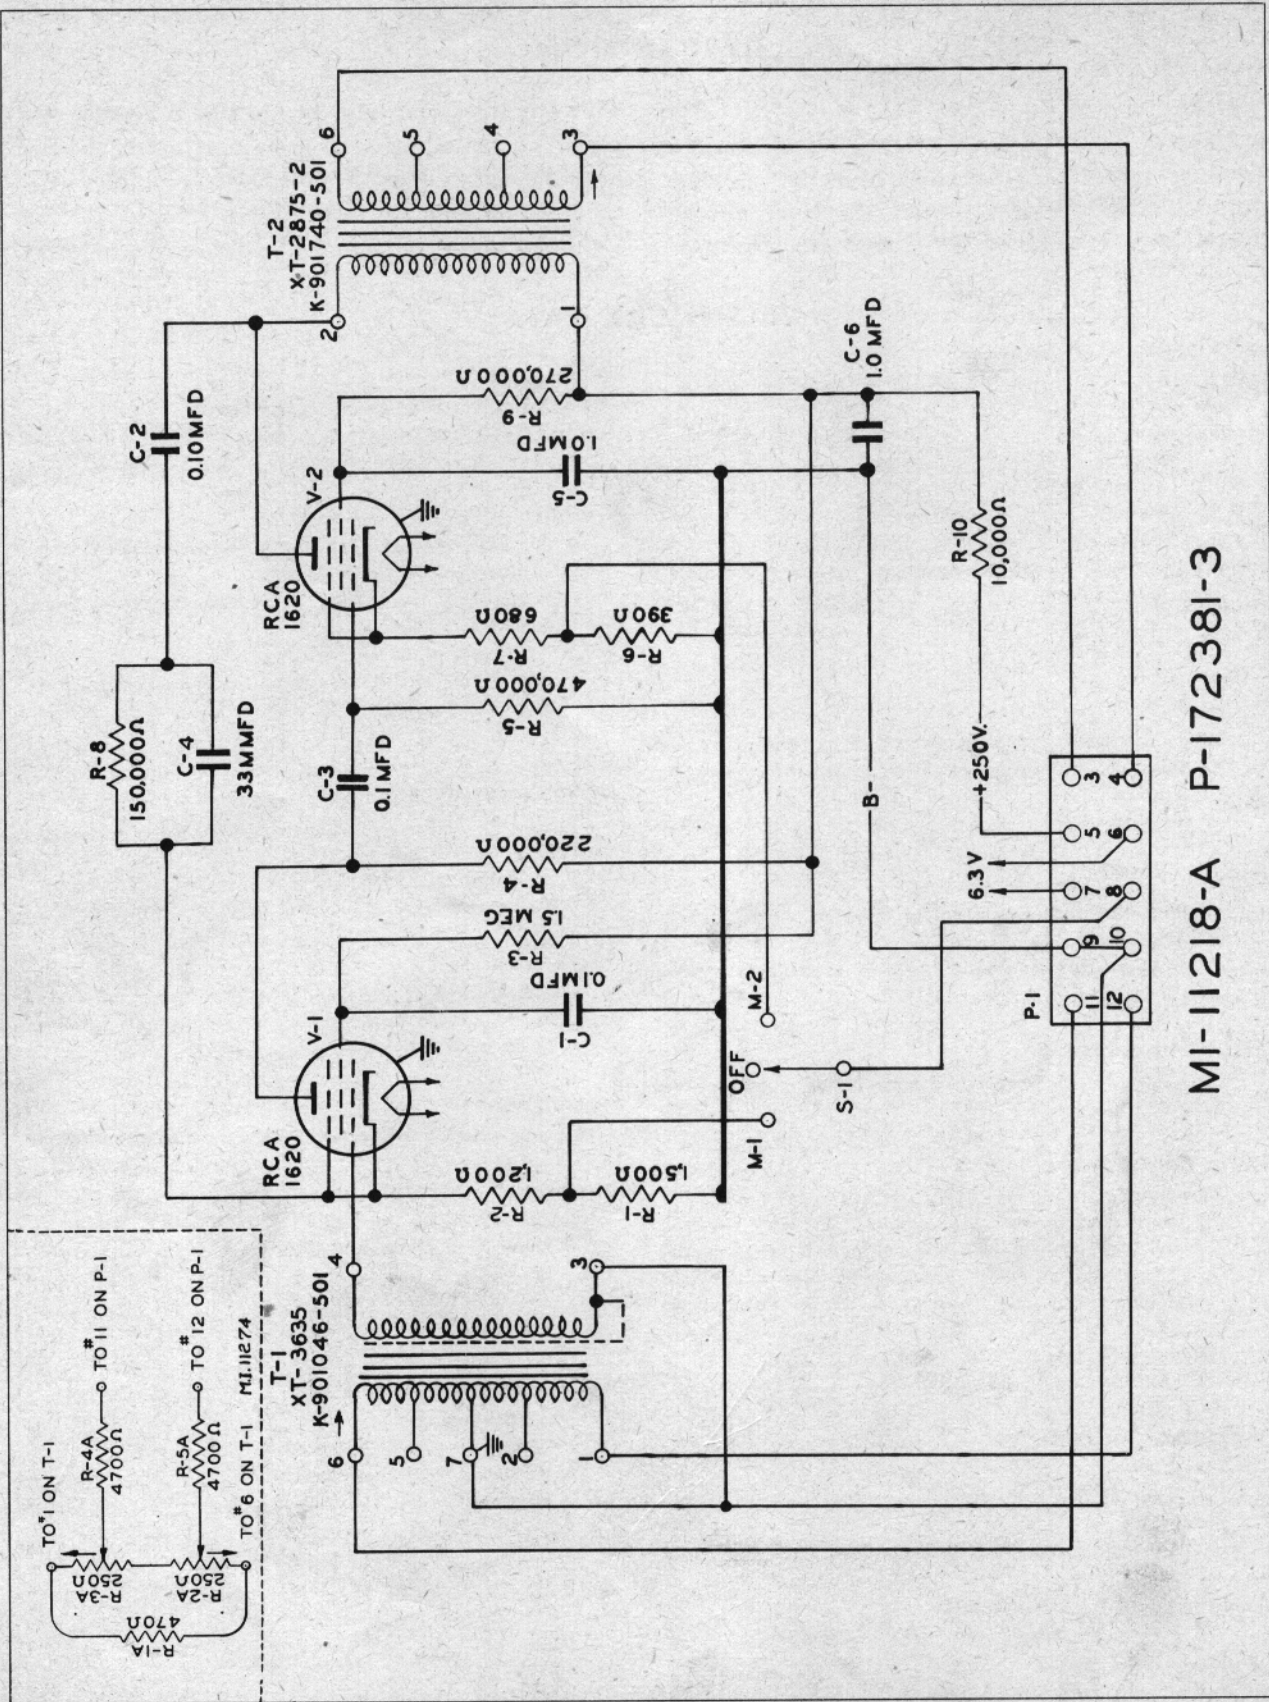 TO #1 ON T-1
R-4A
4700Ω
TO #11 ON P-1
R-3A
250Ω
R-2A
250Ω
R-1A
470Ω
R-5A
4700Ω
TO #12 ON P-1
TO #6 ON T-1
M.I.11274
T-1
XT-3635
K-901046-501
6
5
7
2
1
4
3
RCA
1620
V-1
R-2
1,200Ω
R-1
1,500Ω
C-1
0.1MFD
R-3
1.5 MEG
R-4
220,000Ω
R-8
150,000Ω
C-4
33MMFD
C-3
0.1MFD
R-5
470,000Ω
R-7
680Ω
R-6
390Ω
RCA
1620
V-2
C-2
0.10MFD
C-5
1.0MFD
R-9
270,000Ω
T-2
XT-2875-2
K-901740-501
2
1
6
5
4
3
C-6
1.0 MFD
M-1
OFF
M-2
S-1
B-
R-10
10,000Ω
+250V.
6.3V
P-1
11
9
7
5
3
12
10
8
6
4
MI-11218-A P-172381-3